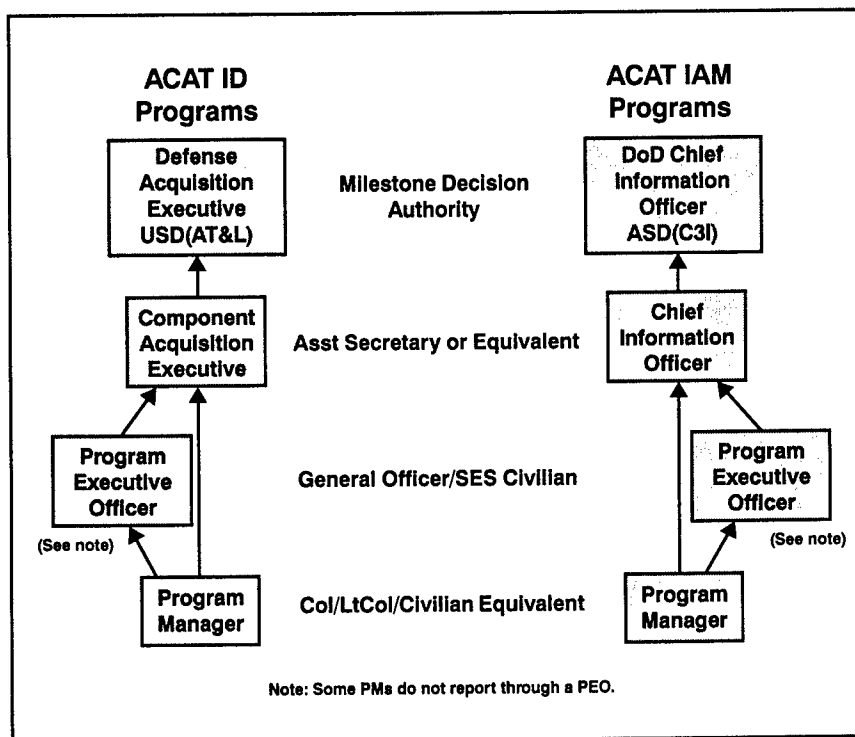 ACAT ID
Programs
Defense
Acquisition
Executive
USD(AT&L)
Milestone Decision
Authority
ACAT IAM
Programs
DoD Chief
Information
Officer
ASD(C3I)
Component
Acquisition
Executive
Asst Secretary or Equivalent
Chief
Information
Officer
Program
Executive
Officer
(See note)
General Officer/SES Civilian
Program
Executive
Officer
(See note)
Program
Manager
Col/LtCol/Civilian Equivalent
Program
Manager
Note: Some PMs do not report through a PEO.